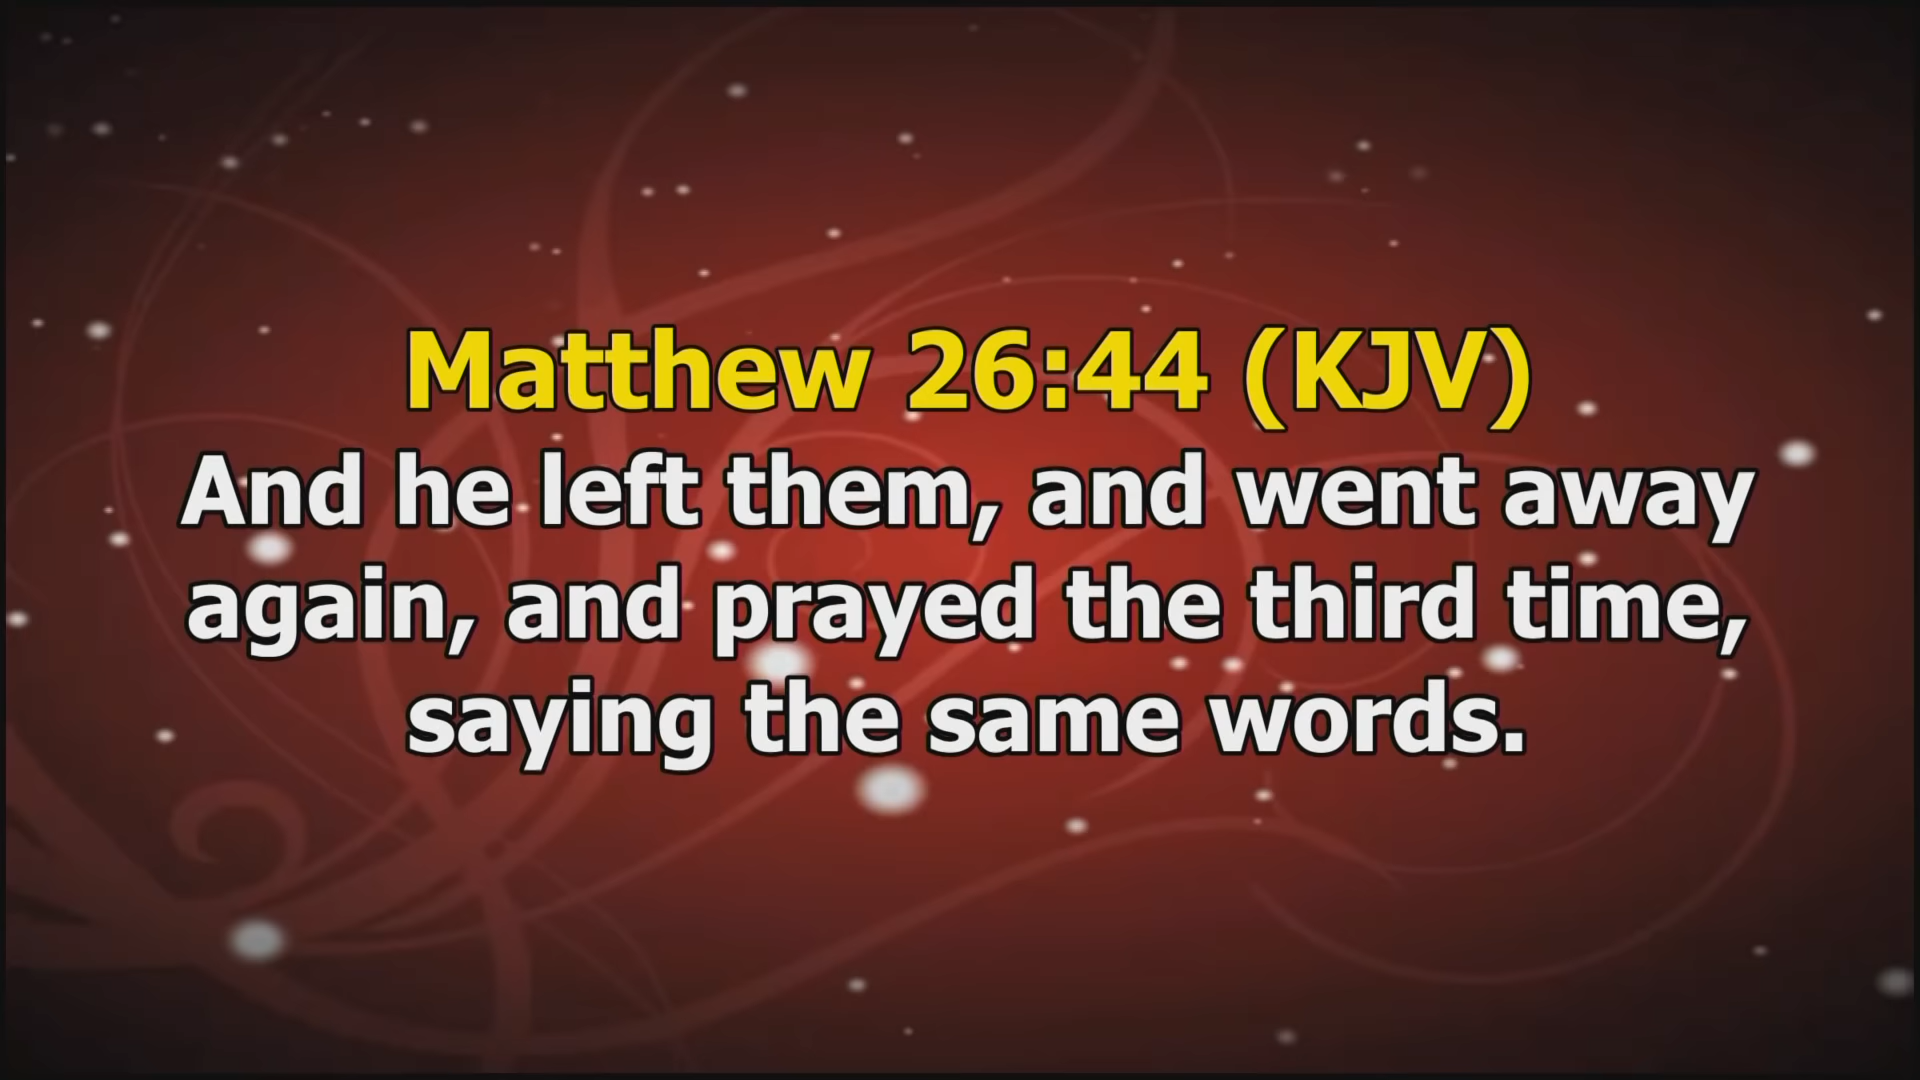 Matthew 26:44 (KJV)
And he left them, and went away
again, and prayed the third time,
saying the same words.